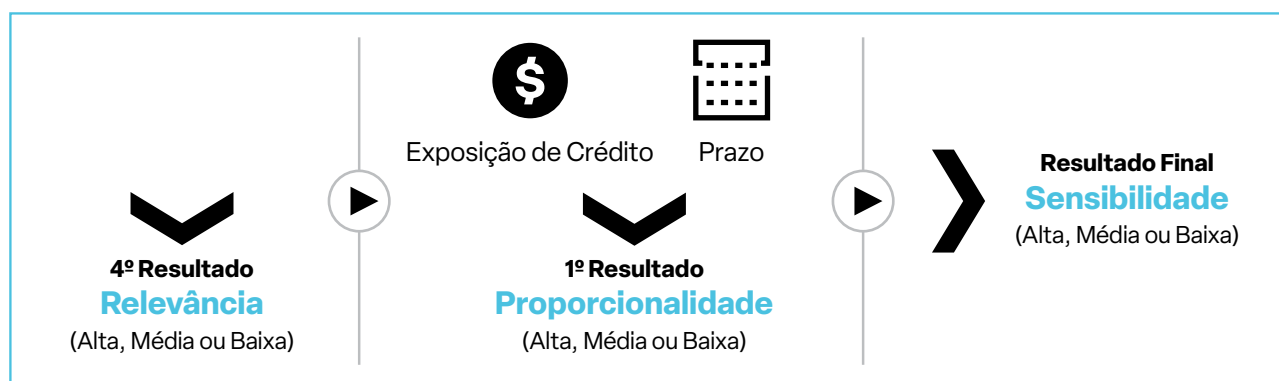 4º Resultado
Relevância
(Alta, Média ou Baixa)
$
Exposição de Crédito
Prazo
1º Resultado
Proporcionalidade
(Alta, Média ou Baixa)
Resultado Final
Sensibilidade
(Alta, Média ou Baixa)